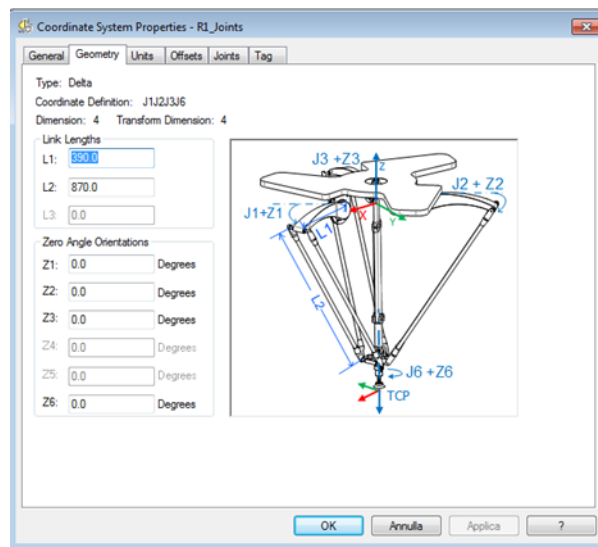 Coordinate System Properties - R1_Joints
General Geometry Units Offsets Joints Tag
Type: Delta
Coordinate Definition: J1J2J3J6
Dimension: 4 Transform Dimension: 4
Link Lengths
L1: 390.0
L2: 870.0
L3: 0.0
Zero Angle Orientations
Z1: 0.0 Degrees
Z2: 0.0 Degrees
Z3: 0.0 Degrees
Z4: 0.0 Degrees
Z5: 0.0 Degrees
Z6: 0.0 Degrees
J3 +Z3
Z
J2 + Z2
J1+Z1
X
Y
L1
L2
J6 +Z6
TCP
OK Annulla Applica ?